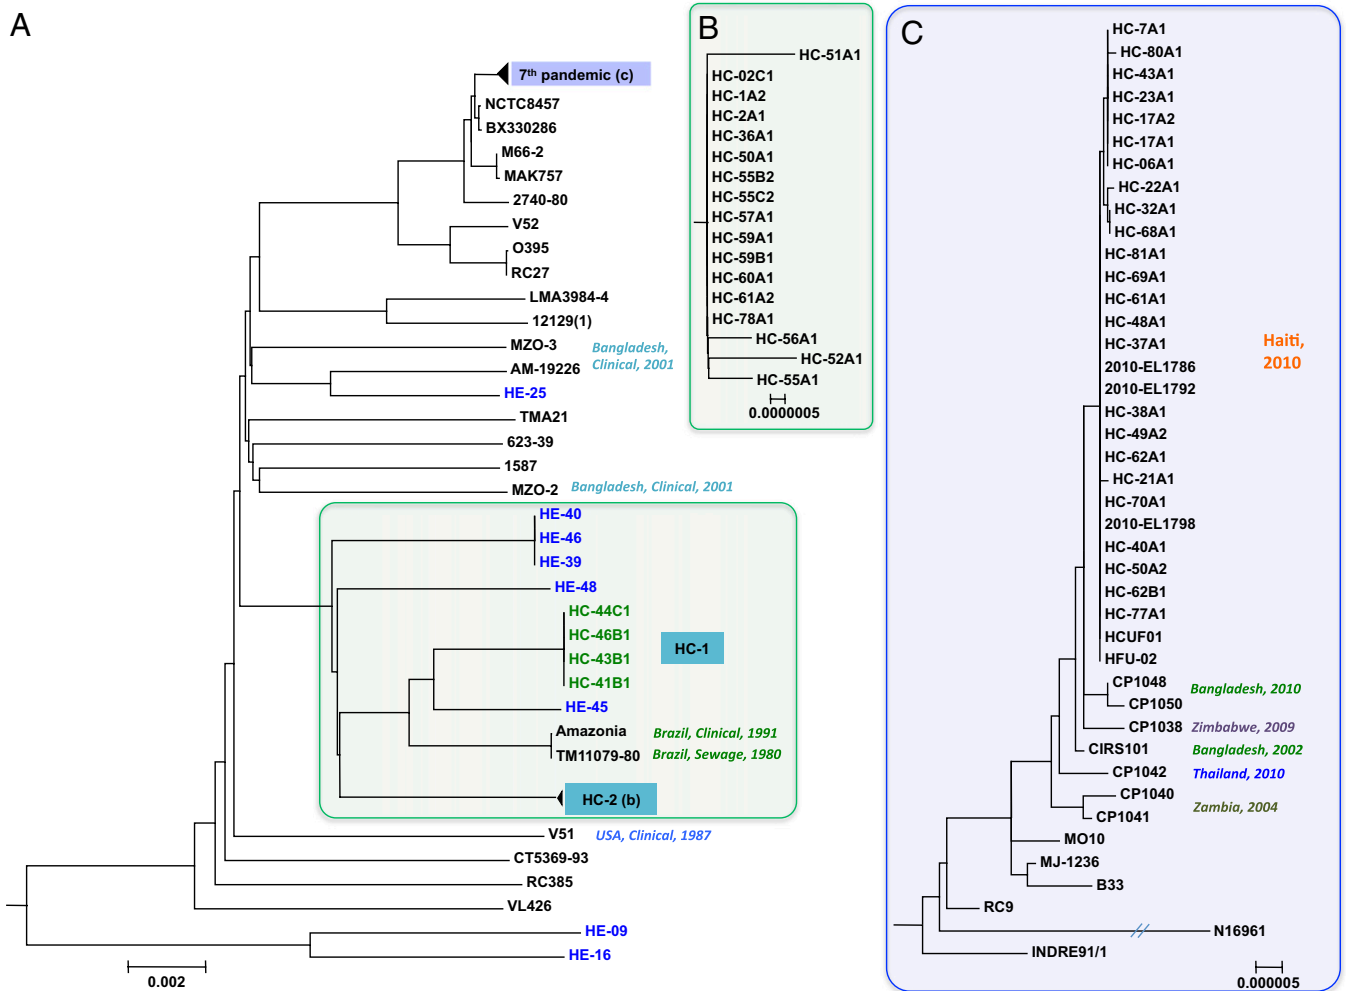 A
7th pandemic (c)
NCTC8457
BX330286
M66-2
MAK757
2740-80
V52
O395
RC27
LMA3984-4
12129(1)
MZO-3
Bangladesh,
Clinical, 2001
AM-19226
HE-25
TMA21
623-39
1587
MZO-2
Bangladesh, Clinical, 2001
HE-40
HE-46
HE-39
HE-48
HC-44C1
HC-46B1
HC-1
HC-43B1
HC-41B1
HE-45
Amazonia
Brazil, Clinical, 1991
TM11079-80
Brazil, Sewage, 1980
HC-2 (b)
V51
USA, Clinical, 1987
CT5369-93
RC385
VL426
HE-09
HE-16
0.002
B
HC-51A1
HC-02C1
HC-1A2
HC-2A1
HC-36A1
HC-50A1
HC-55B2
HC-55C2
HC-57A1
HC-59A1
HC-59B1
HC-60A1
HC-61A2
HC-78A1
HC-56A1
HC-52A1
HC-55A1
0.0000005
C
HC-7A1
HC-80A1
HC-43A1
HC-23A1
HC-17A2
HC-17A1
HC-06A1
HC-22A1
HC-32A1
HC-68A1
HC-81A1
HC-69A1
HC-61A1
HC-48A1
HC-37A1
Haiti,
2010
2010-EL1786
2010-EL1792
HC-38A1
HC-49A2
HC-62A1
HC-21A1
HC-70A1
2010-EL1798
HC-40A1
HC-50A2
HC-62B1
HC-77A1
HCUF01
HFU-02
CP1048
Bangladesh, 2010
CP1050
CP1038
Zimbabwe, 2009
CIRS101
Bangladesh, 2002
CP1042
Thailand, 2010
CP1040
Zambia, 2004
CP1041
MO10
MJ-1236
B33
RC9
N16961
INDRE91/1
0.000005